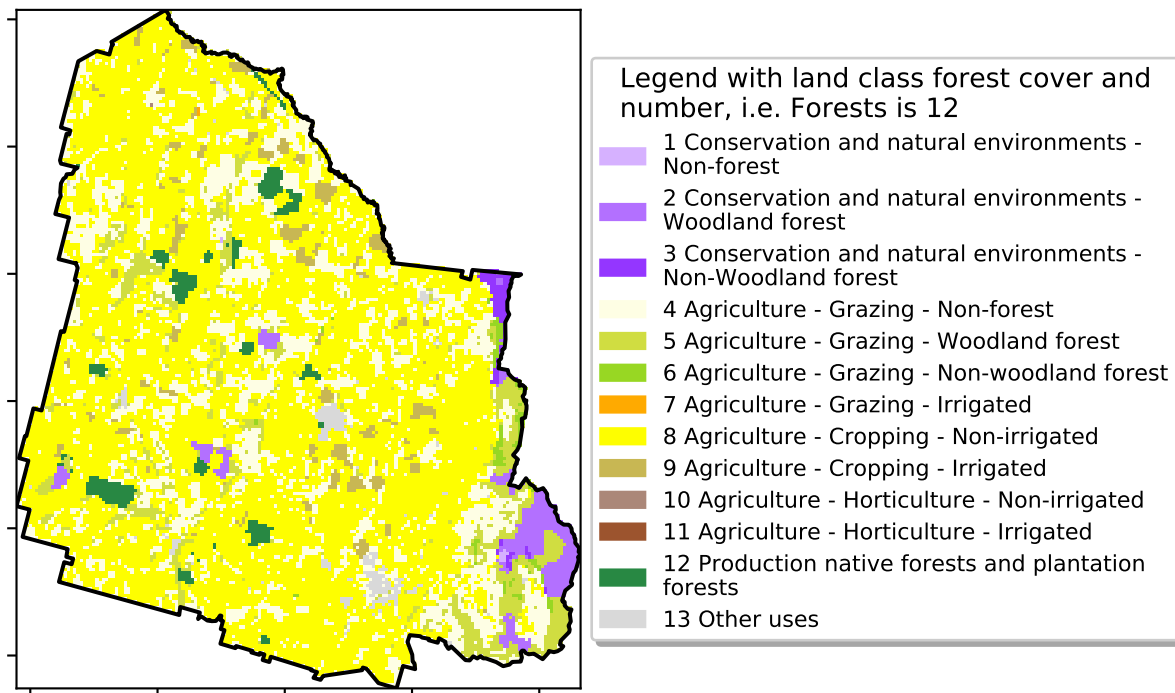 Legend with land class forest cover and
number, i.e. Forests is 12
1 Conservation and natural environments -
Non-forest
2 Conservation and natural environments -
Woodland forest
3 Conservation and natural environments -
Non-Woodland forest
4 Agriculture - Grazing - Non-forest
5 Agriculture - Grazing - Woodland forest
6 Agriculture - Grazing - Non-woodland forest
7 Agriculture - Grazing - Irrigated
8 Agriculture - Cropping - Non-irrigated
9 Agriculture - Cropping - Irrigated
10 Agriculture - Horticulture - Non-irrigated
11 Agriculture - Horticulture - Irrigated
12 Production native forests and plantation
forests
13 Other uses